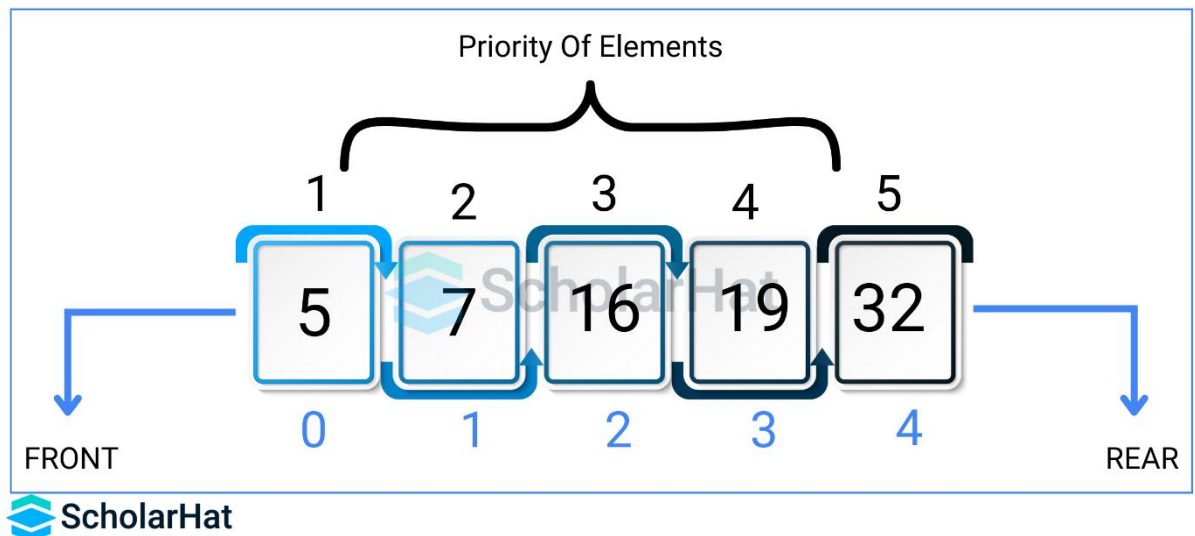 Priority Of Elements
1 2 3 4 5
5 7 16 19 32
ScholarHat
0 1 2 3 4
FRONT REAR
ScholarHat